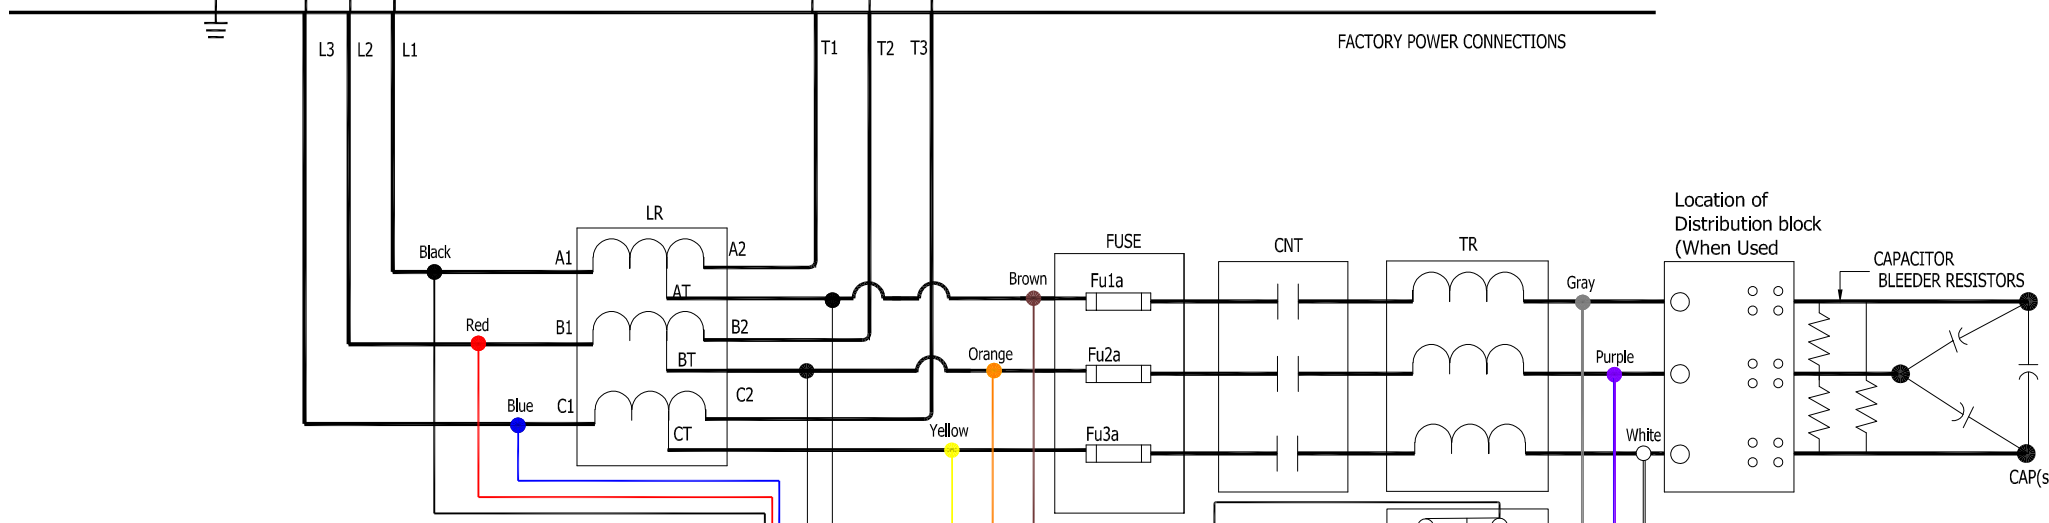 L3 L2 L1 T1 T2 T3
FACTORY POWER CONNECTIONS
LR
Black
A1
A2
AT
Red
B1
B2
BT
Blue
C1
C2
CT
Yellow
Orange
Brown
FUSE
Fu1a
Fu2a
Fu3a
CNT
TR
Gray
Purple
White
Location of
Distribution block
(When Used
CAPACITOR
BLEEDER RESISTORS
CAP(s